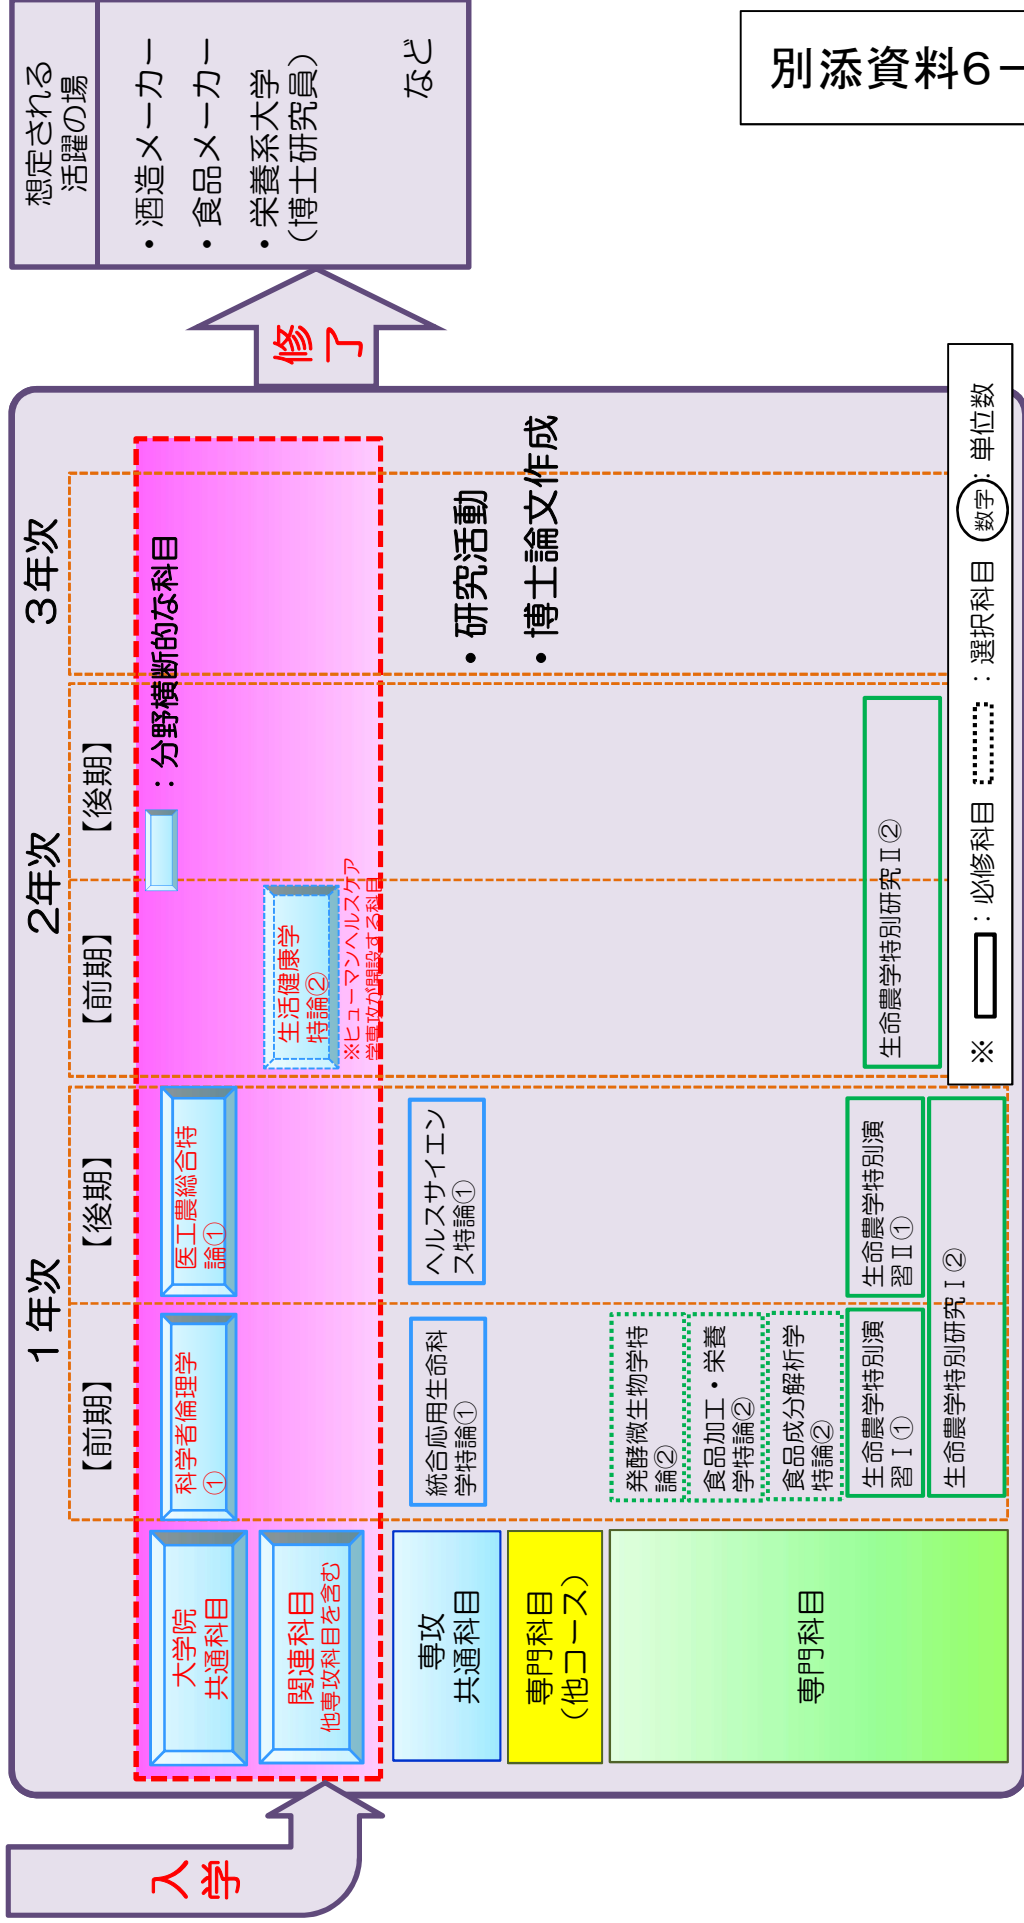 別添資料6－
入
学
1年次
2年次
3年次
【前期】
【後期】
【前期】
【後期】
：分野横断的な科目
大学院
共通科目
科学者倫理学
①
医工農総合特
論①
関連科目
他専攻科目を含む
生活健康学
特論②
※ヒューマンヘルスケア
学専攻が開設する科目
専攻
共通科目
統合応用生命科
学特論①
ヘルスサイエン
ス特論①
・研究活動
・博士論文作成
専門科目
（他コース）
専門科目
発酵微生物学特
論②
食品加工・栄養
学特論②
食品成分解析学
特論②
生命農学特別演
習Ⅰ①
生命農学特別演
習Ⅱ①
生命農学特別研究Ⅰ②
生命農学特別研究Ⅱ②
※　：必修科目　：選択科目　数字：単位数
修
了
想定される
活躍の場
・酒造メーカー
・食品メーカー
・栄養系大学
（博士研究員）
など